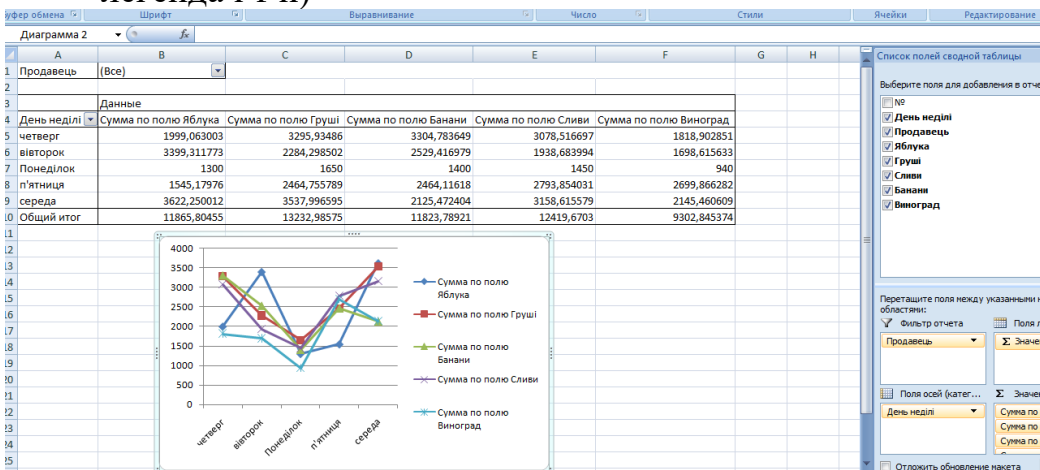 легенда Р1-п)
буфер обмена Шрифт Выравнивание Число Стили Ячейки Редактирование
Диаграмма 2 fx
A B C D E F G H
1 Продавець (Все)
2
3 Данные
4 День неділі Сумма по полю Яблука Сумма по полю Груші Сумма по полю Банани Сумма по полю Сливи Сумма по полю Виноград
5 четверг 1999,063003 3295,93486 3304,783649 3078,516697 1818,902851
6 вівторок 3399,311773 2284,298502 2529,416979 1938,683994 1698,615633
7 Понеділок 1300 1650 1400 1450 940
8 п'ятниця 1545,17976 2464,755789 2464,11618 2793,854031 2699,866282
9 середа 3622,250012 3537,996595 2125,472404 3158,615579 2145,460609
10 Общий итог 11865,80455 13232,98575 11823,78921 12419,6703 9302,845374
11
12
13
14
15
16
17
18
19
20
21
22
23
24
25
4000
3500
3000
2500
2000
1500
1000
500
0
четверг вівторок Понеділок п'ятниця середа
Сумма по полю
Яблука
Сумма по полю Груші
Сумма по полю
Банани
Сумма по полю Сливи
Сумма по полю
Виноград
Список полей сводной таблицы
Выберите поля для добавления в отче
№
День неділі
Продавець
Яблука
Груші
Сливи
Банани
Виноград
Перетащите поля между указанными н
областями:
Фильтр отчета Поля л
Продавець Σ Значен
Поля осей (катег... Σ Значен
День неділі Сумма по
Сумма по
Отложить обновление макета